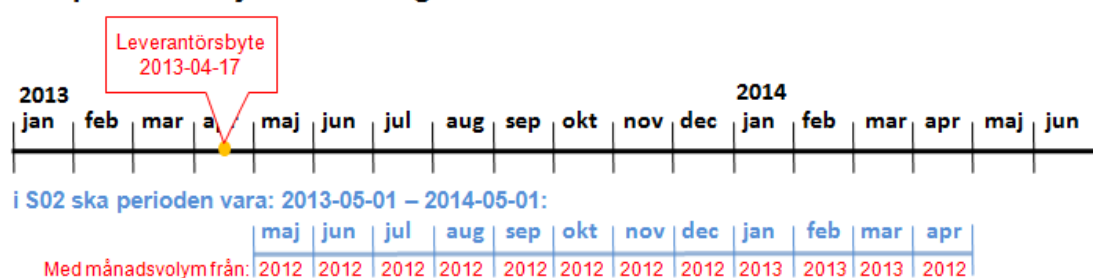 Leverantörsbyte
2013-04-17
2013 2014
jan feb mar maj jun jul aug sep okt nov dec jan feb mar apr maj jun
i S02 ska perioden vara: 2013-05-01 – 2014-05-01:
maj jun jul aug sep okt nov dec jan feb mar apr
Med månadsvolym från: 2012 2012 2012 2012 2012 2012 2012 2012 2013 2013 2013 2012